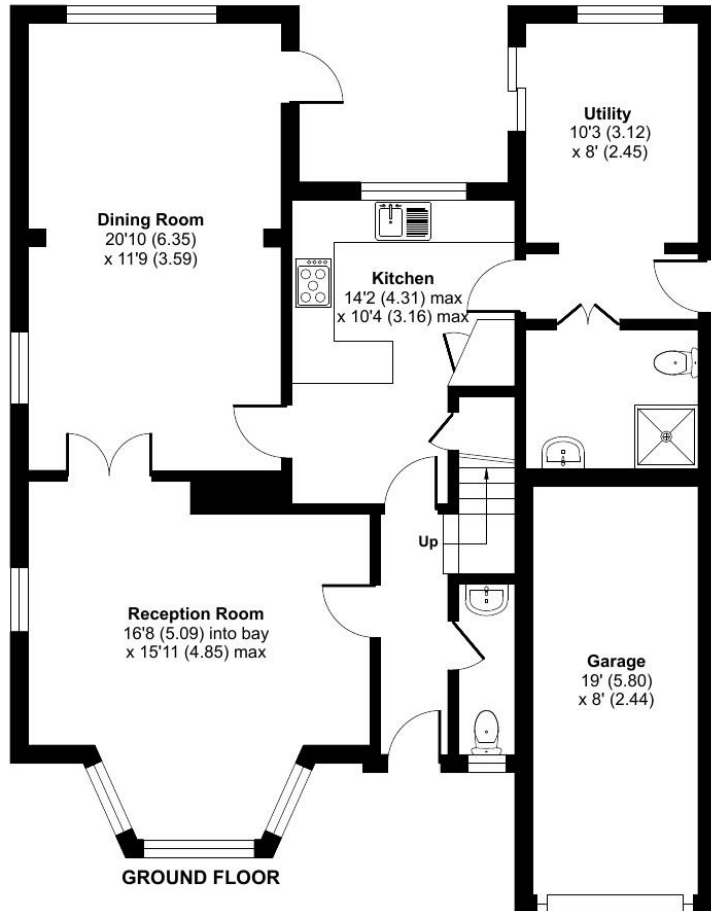 Utility
10'3 (3.12)
x 8' (2.45)
Dining Room
20'10 (6.35)
x 11'9 (3.59)
Kitchen
14'2 (4.31) max
x 10'4 (3.16) max
Up
Reception Room
16'8 (5.09) into bay
x 15'11 (4.85) max
Garage
19' (5.80)
x 8' (2.44)
GROUND FLOOR